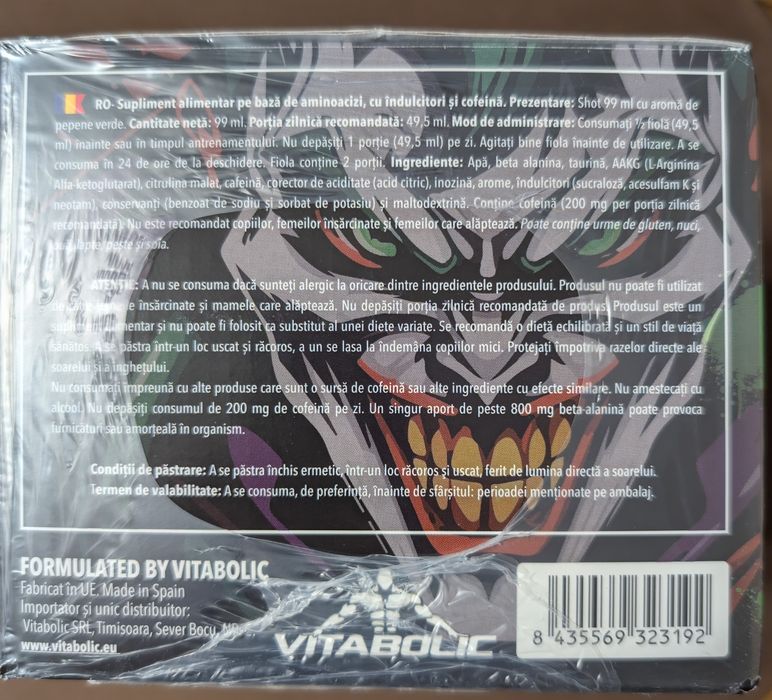 RO- Supliment alimentar pe bază de aminoacizi, cu îndulcitori și cofeină. Prezentare: Shot 99 ml cu aromă de
pepene verde. Cantitate netă: 99 ml. Porția zilnică recomandată: 49,5 ml. Mod de administrare: Consumați ½ fiolă (49,5
ml) înainte sau în timpul antrenamentului. Nu depășiți 1 porție (49,5 ml) pe zi. Agitați bine fiola înainte de utilizare. A se
consuma în 24 de ore de la deschidere. Fiola conține 2 porții. Ingrediente: Apă, beta alanina, taurină, AAKG (L-Arginina
Alfa-ketoglutarat), citrulina malat, cafeină, corector de aciditate (acid citric), inozină, arome, îndulcitori (sucraloză, acesulfam K și
neotam), conservanți (benzoat de sodiu și sorbat de potasiu) și maltodextrină. Conține cofeină (200 mg per porția zilnică
recomandată). Nu este recomandat copiilor, femeilor însărcinate și femeilor care alăptează. Poate conține urme de gluten, nuci,
ouă, lapte, pește și soia.
ATENȚIE: A nu se consuma dacă sunteți alergic la oricare dintre ingredientele produsului. Produsul nu poate fi utilizat
de către femeile însărcinate și mamele care alăptează. Nu depășiți porția zilnică recomandată de produs. Produsul este un
supliment alimentar și nu poate fi folosit ca substitut al unei diete variate. Se recomandă o dietă echilibrată și un stil de viață
sănătos. A se păstra într-un loc uscat și răcoros, a un se lasa la îndemâna copiilor mici. Protejați împotriva razelor directe ale
soarelui și a înghețului.
Nu consumați împreună cu alte produse care sunt o sursă de cofeină sau alte ingrediente cu efecte similare. Nu amestecați cu
alcool. Nu depășiți consumul de 200 mg de cofeină pe zi. Un singur aport de peste 800 mg beta-alanină poate provoca
furnicături sau amorțeală în organism.
Condiții de păstrare: A se păstra închis ermetic, într-un loc răcoros și uscat, ferit de lumina directă a soarelui.
Termen de valabilitate: A se consuma, de preferință, înainte de sfârșitul: perioadei menționate pe ambalaj.
FORMULATED BY VITABOLIC
Fabricat în UE. Made in Spain
Importator și unic distribuitor:
Vitabolic SRL, Timisoara, Sever Bocu,
www.vitabolic.eu
VITABOLIC
8 435569 323192